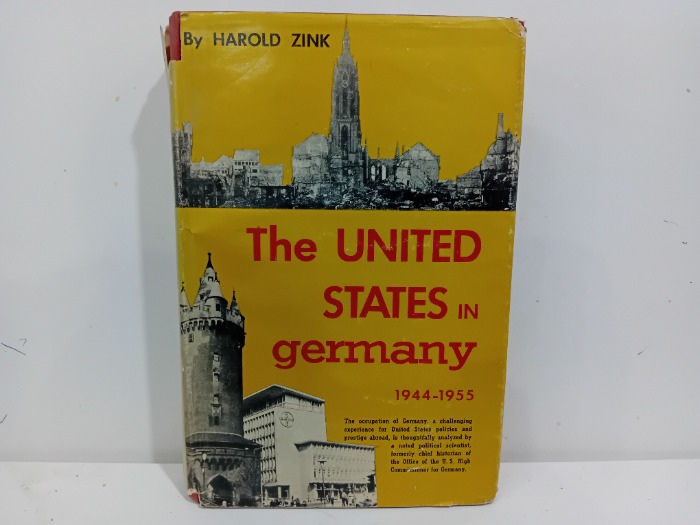 By HAROLD ZINK
The UNITED
STATES IN
germany
1944-1955
The occupation of Germany, a challenging
experience for United States policies and
prestige abroad, is thoughtfully analyzed by
a noted political scientist,
formerly chief historian of
the Office of the U. S. High
Commissioner for Germany.